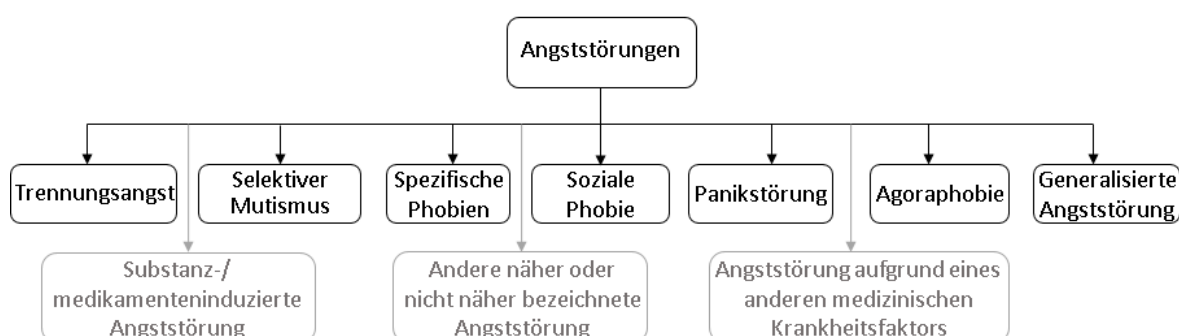 Angststörungen
Trennungsangst
Selektiver
Mutismus
Spezifische
Phobien
Soziale
Phobie
Panikstörung
Agoraphobie
Generalisierte
Angststörung
Substanz-/
medikamenteninduzierte
Angststörung
Andere näher oder
nicht näher bezeichnete
Angststörung
Angststörung aufgrund eines
anderen medizinischen
Krankheitsfaktors